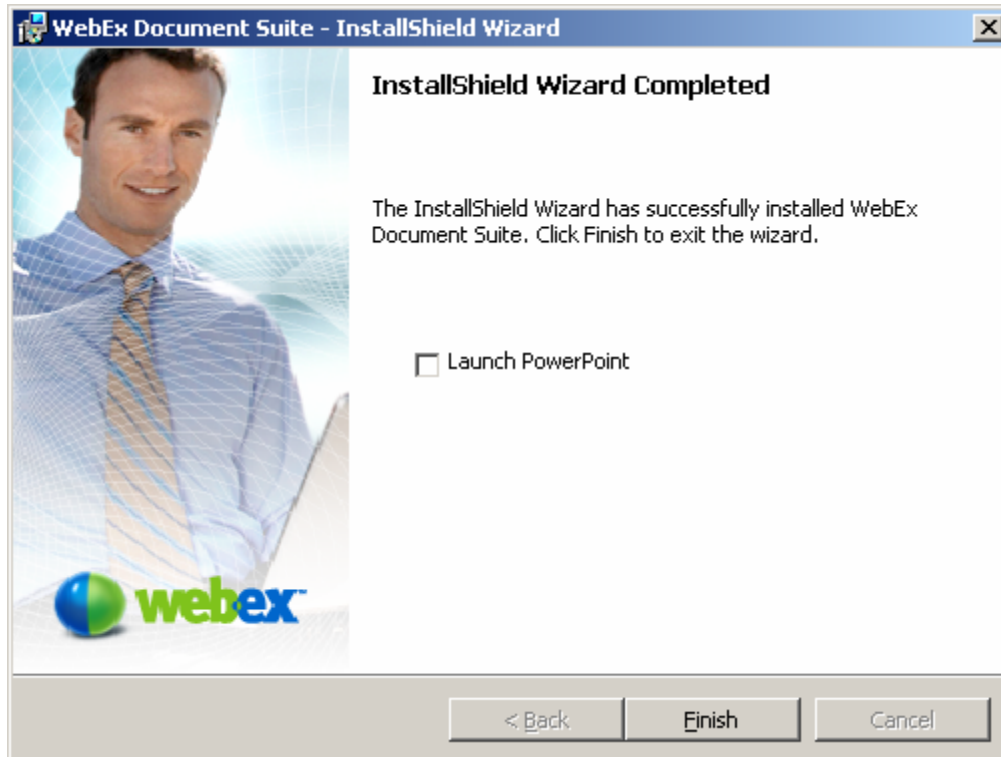 WebEx Document Suite - InstallShield Wizard
InstallShield Wizard Completed
The InstallShield Wizard has successfully installed WebEx
Document Suite. Click Finish to exit the wizard.
Launch PowerPoint
webex™
< Back
Finish
Cancel